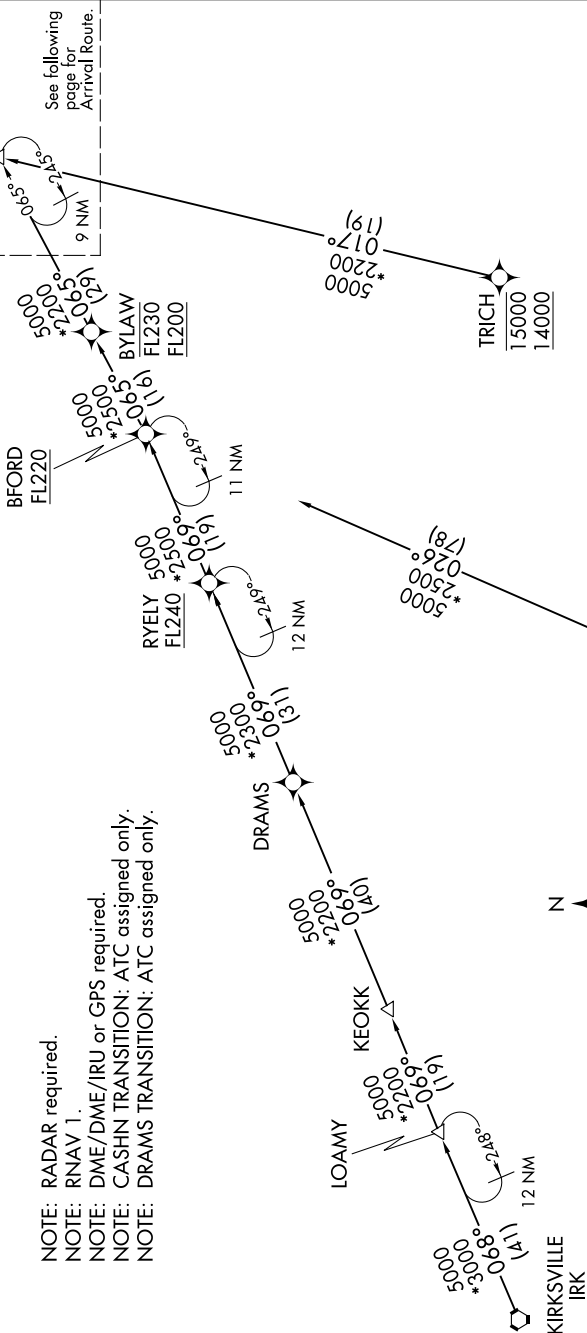 See following
page for
Arrival Route.
065°
245°
9 NM
5000
*2200
065°
(29)
BYLAW
FL230
FL200
5000
*2500
065°
(16)
BFORD
FL220
249°
11 NM
5000
*2500
069°
(19)
RYELY
FL240
249°
12 NM
5000
*2300
069°
(31)
DRAMS
5000
*2200
069°
(40)
KEOKK
5000
*2200
069°
(19)
LOAMY
248°
12 NM
5000
*3000
068°
(41)
KIRKSVILLE
IRK
5000
*2200
017°
(19)
TRICH
15000
14000
5000
*2500
026°
(78)
N
NOTE: RADAR required.
NOTE: RNAV 1.
NOTE: DME/DME/IRU or GPS required.
NOTE: CASHN TRANSITION: ATC assigned only.
NOTE: DRAMS TRANSITION: ATC assigned only.